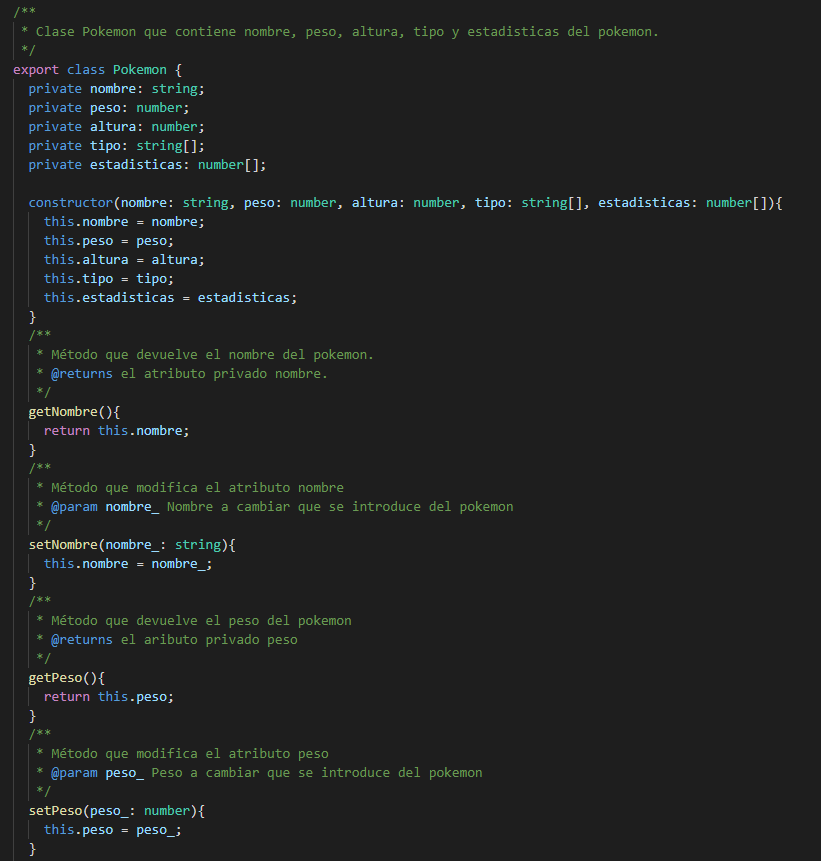 /**
 * Clase Pokemon que contiene nombre, peso, altura, tipo y estadisticas del pokemon.
 */
export class Pokemon {
  private nombre: string;
  private peso: number;
  private altura: number;
  private tipo: string[];
  private estadisticas: number[];

  constructor(nombre: string, peso: number, altura: number, tipo: string[], estadisticas: number[]){
    this.nombre = nombre;
    this.peso = peso;
    this.altura = altura;
    this.tipo = tipo;
    this.estadisticas = estadisticas;
  }
  /**
   * Método que devuelve el nombre del pokemon.
   * @returns el atributo privado nombre.
   */
  getNombre(){
    return this.nombre;
  }
  /**
   * Método que modifica el atributo nombre
   * @param nombre_ Nombre a cambiar que se introduce del pokemon
   */
  setNombre(nombre_: string){
    this.nombre = nombre_;
  }
  /**
   * Método que devuelve el peso del pokemon
   * @returns el aributo privado peso
   */
  getPeso(){
    return this.peso;
  }
  /**
   * Método que modifica el atributo peso
   * @param peso_ Peso a cambiar que se introduce del pokemon
   */
  setPeso(peso_: number){
    this.peso = peso_;
  }